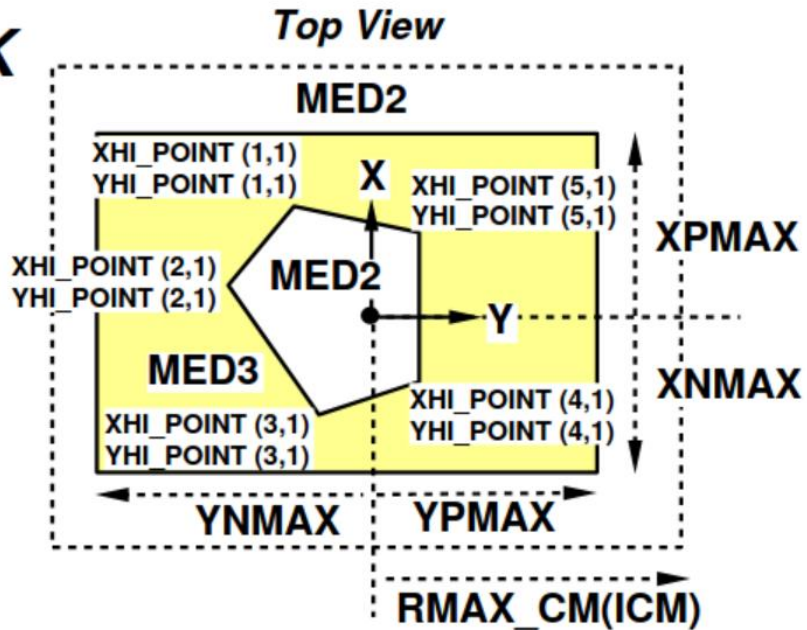 Top View
K
MED2
XHI_POINT (1,1)
YHI_POINT (1,1)
X
XHI_POINT (5,1)
YHI_POINT (5,1)
XPMAX
XHI_POINT (2,1)
YHI_POINT (2,1)
MED2
Y
MED3
XNMAX
XHI_POINT (3,1)
YHI_POINT (3,1)
XHI_POINT (4,1)
YHI_POINT (4,1)
YNMAX
YPMAX
RMAX_CM(ICM)